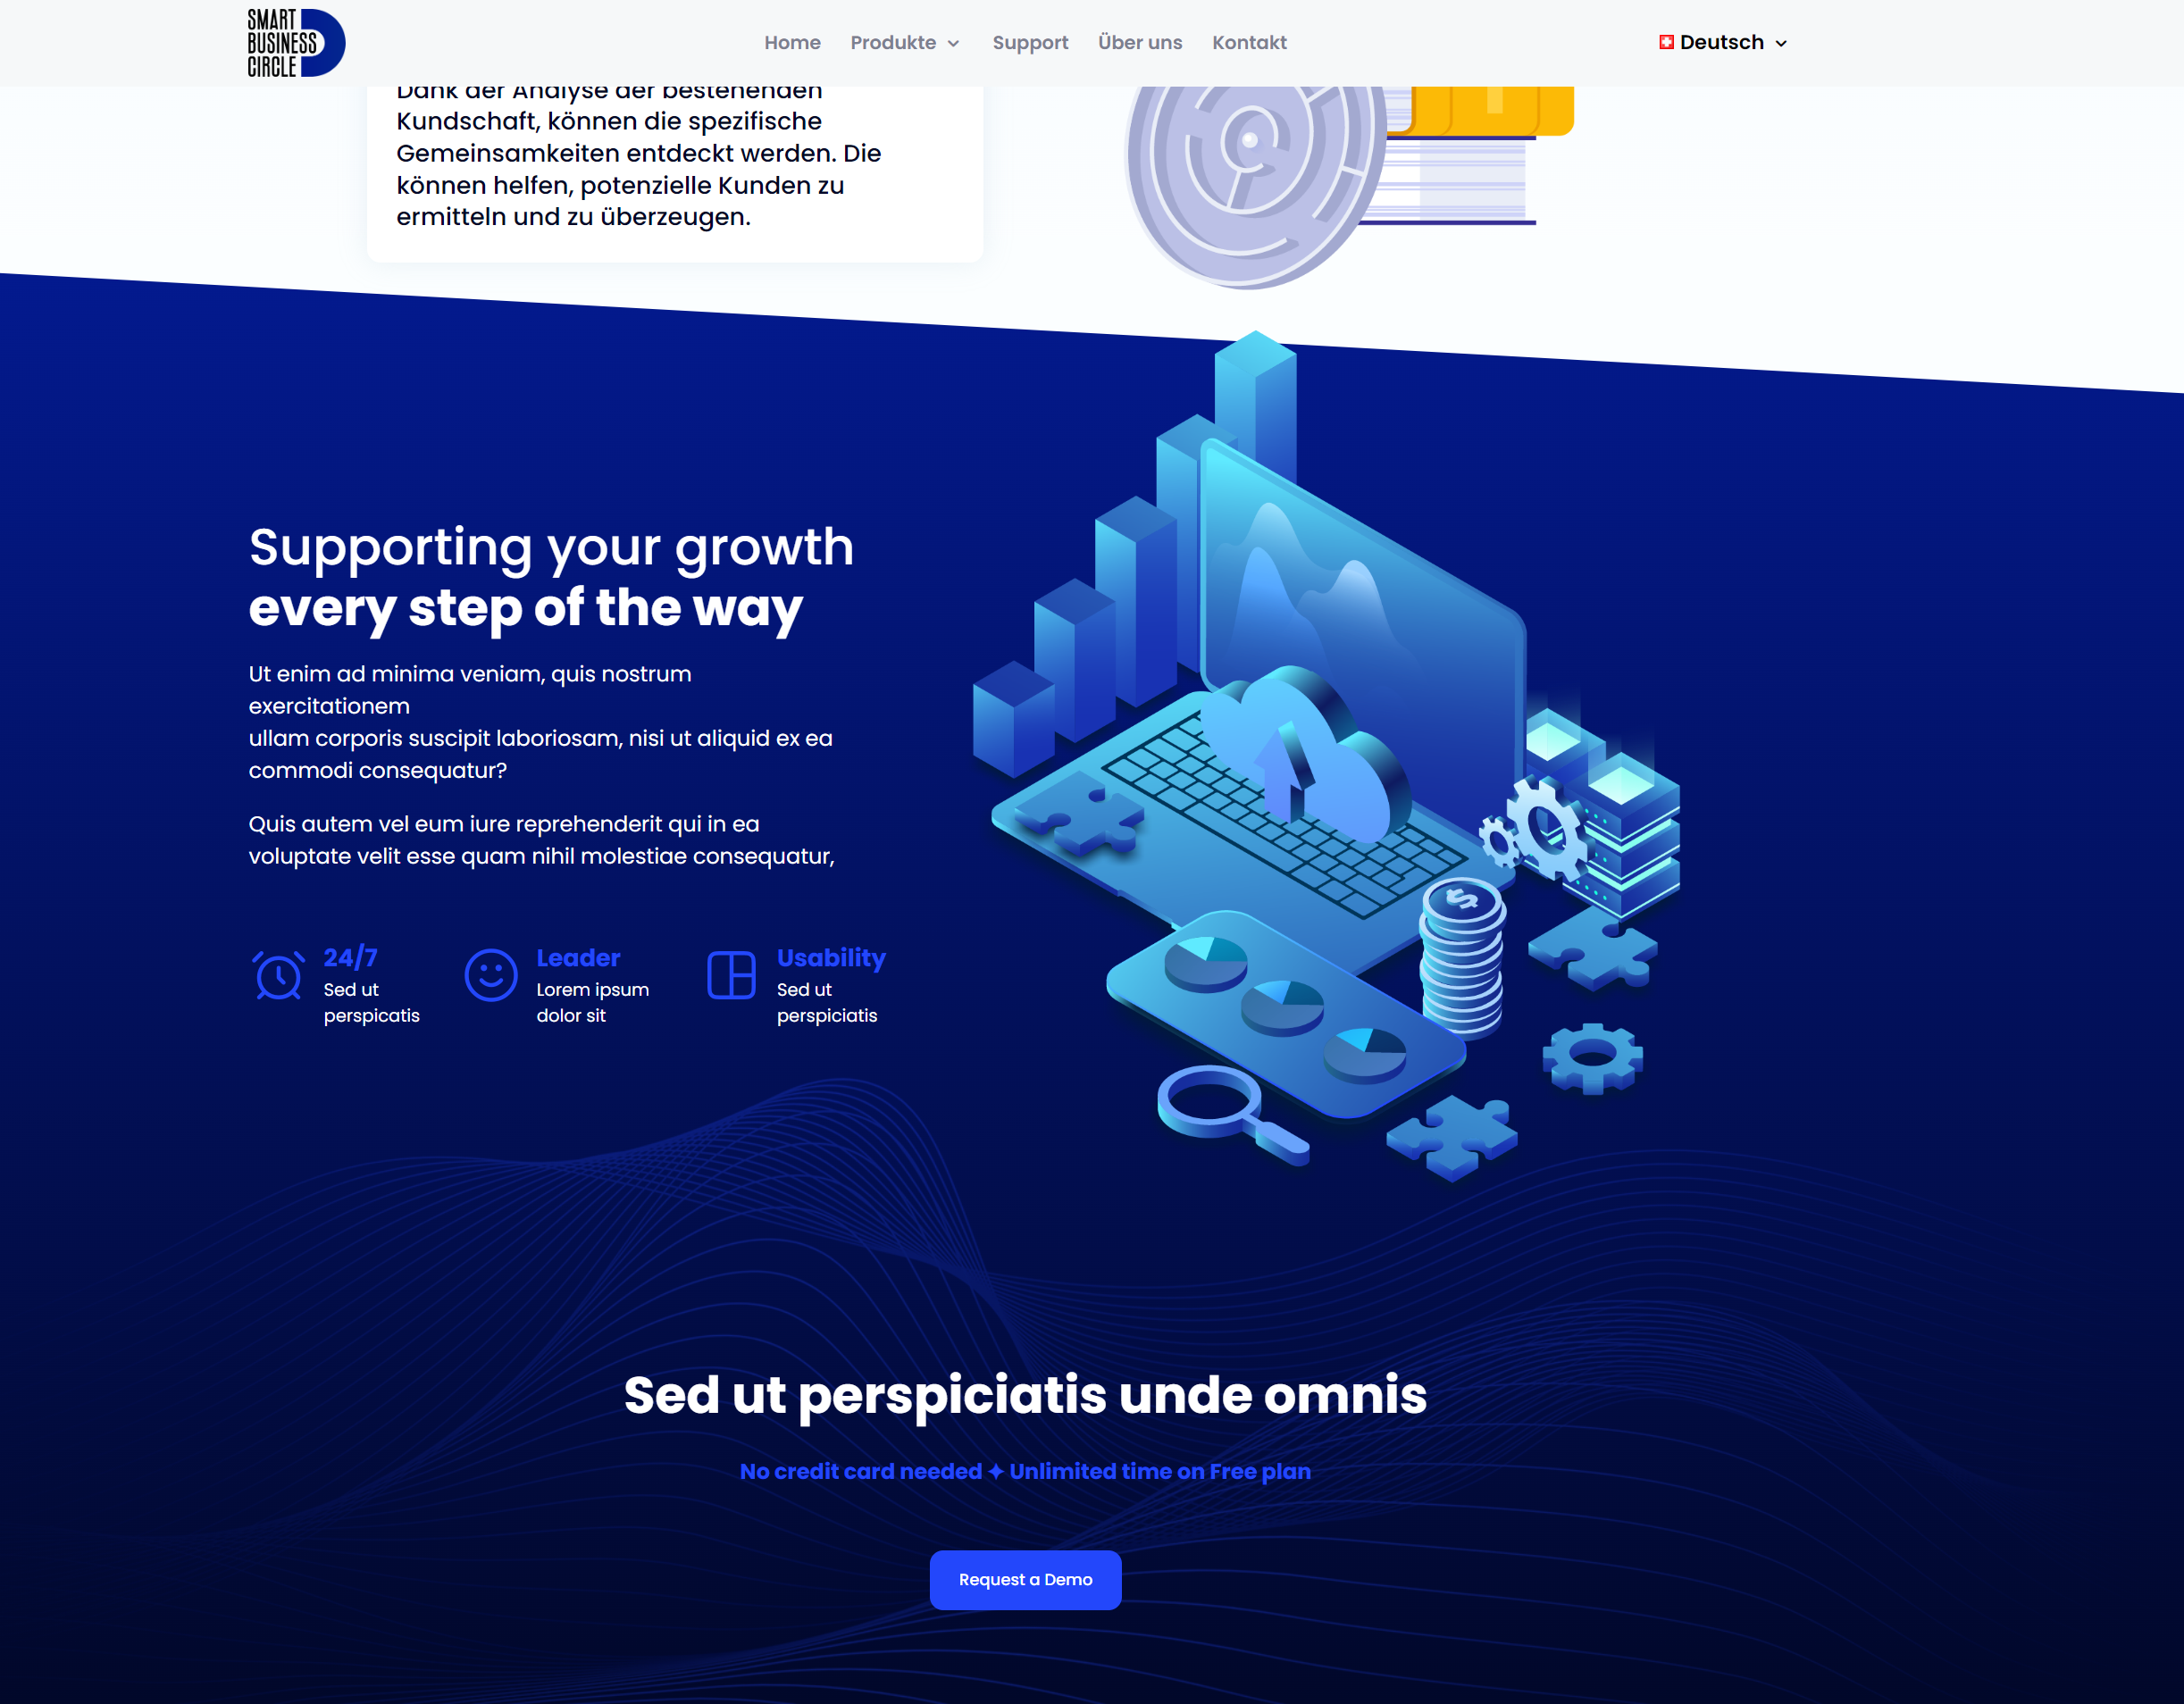 SMART
BUSINESS
CIRCLE
Home Produkte Support Über uns Kontakt
Deutsch
Dank der Analyse der bestehenden
Kundschaft, können die spezifische
Gemeinsamkeiten entdeckt werden. Die
können helfen, potenzielle Kunden zu
ermitteln und zu überzeugen.
Supporting your growth
every step of the way
Ut enim ad minima veniam, quis nostrum
exercitationem
ullam corporis suscipit laboriosam, nisi ut aliquid ex ea
commodi consequatur?
Quis autem vel eum iure reprehenderit qui in ea
voluptate velit esse quam nihil molestiae consequatur,
24/7
Sed ut
perspicatis
Leader
Lorem ipsum
dolor sit
Usability
Sed ut
perspiciatis
$
Sed ut perspiciatis unde omnis
No credit card needed ✦ Unlimited time on Free plan
Request a Demo